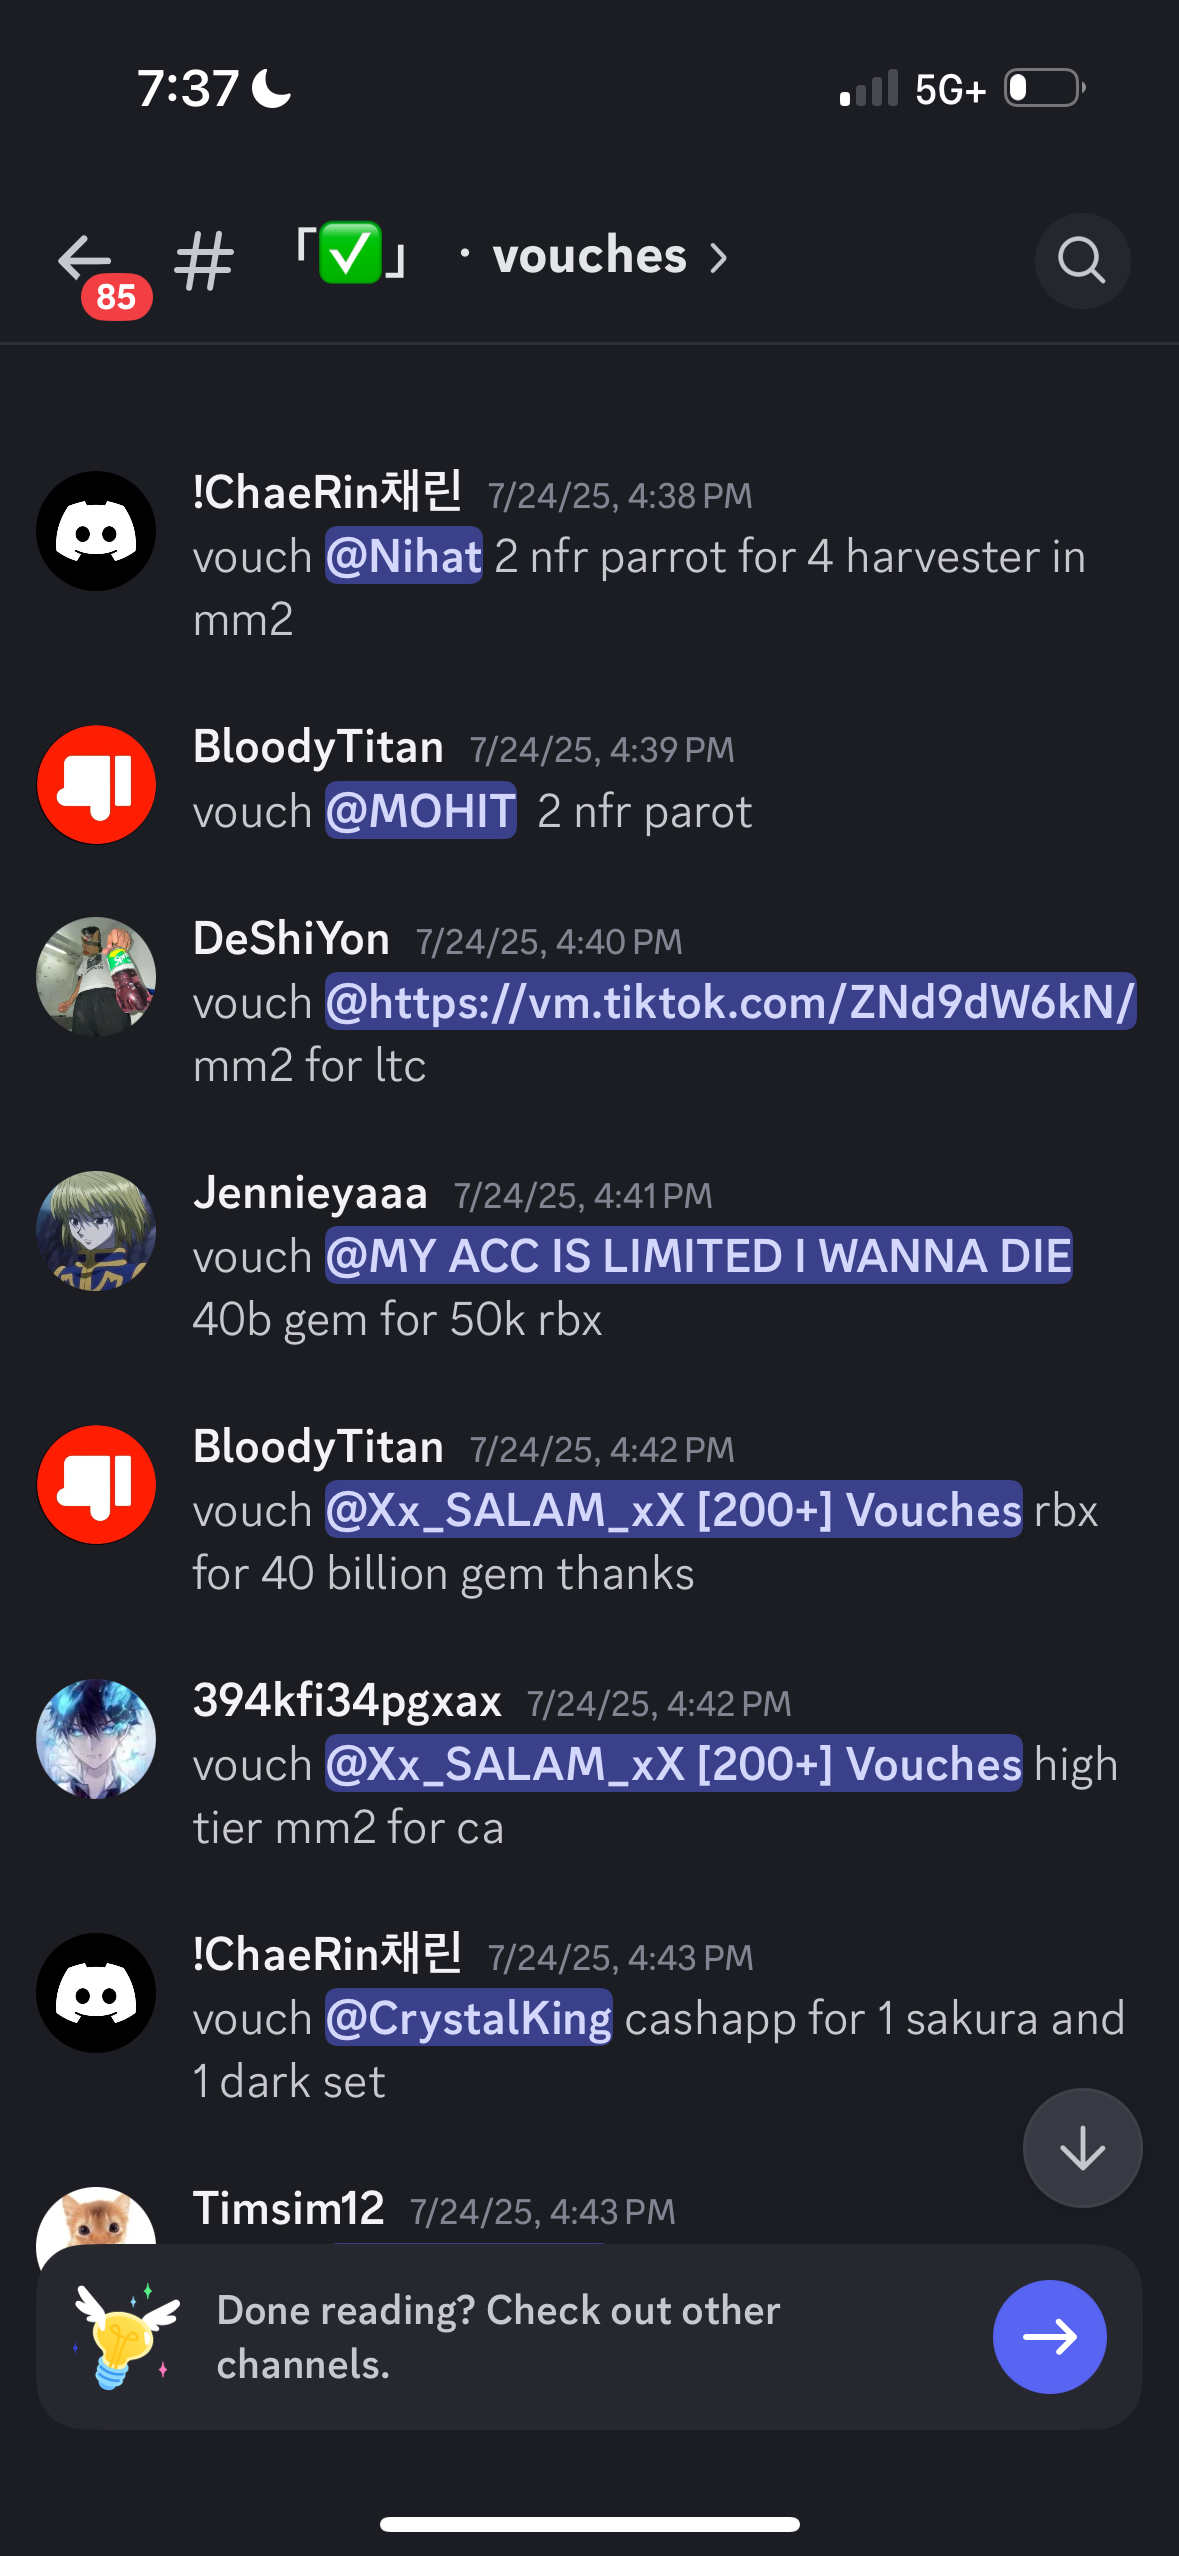 7:37
5G+
85
「✅」 · vouches
!ChaeRin채린 7/24/25, 4:38 PM
vouch @Nihat 2 nfr parrot for 4 harvester in
mm2
BloodyTitan 7/24/25, 4:39 PM
vouch @MOHIT 2 nfr parot
DeShiYon 7/24/25, 4:40 PM
vouch @https://vm.tiktok.com/ZNd9dW6kN/
mm2 for ltc
Jennieyaaa 7/24/25, 4:41 PM
vouch @MY ACC IS LIMITED I WANNA DIE
40b gem for 50k rbx
BloodyTitan 7/24/25, 4:42 PM
vouch @Xx_SALAM_xX [200+] Vouches rbx
for 40 billion gem thanks
394kfi34pgxax 7/24/25, 4:42 PM
vouch @Xx_SALAM_xX [200+] Vouches high
tier mm2 for ca
!ChaeRin채린 7/24/25, 4:43 PM
vouch @CrystalKing cashapp for 1 sakura and
1 dark set
Timsim12 7/24/25, 4:43 PM
Done reading? Check out other
channels.